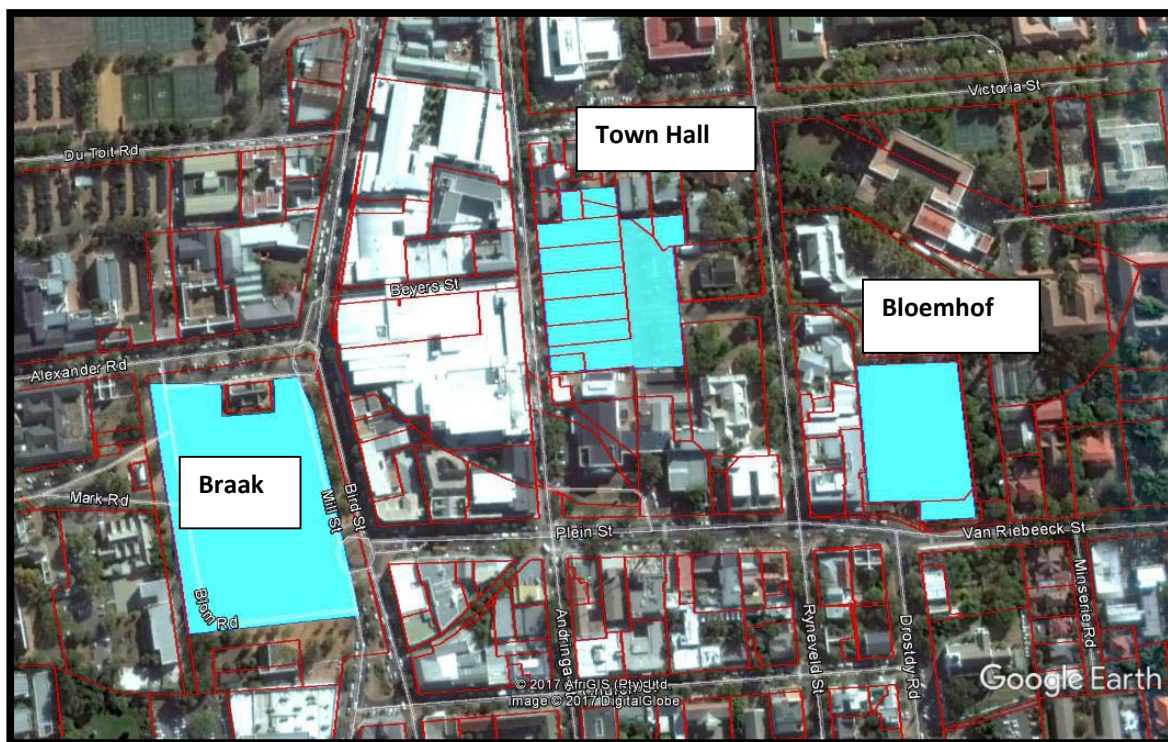 Victoria St
Town Hall
Du Toit Rd
Beyers St
Bloemhof
Alexander Rd
Braak
Mark Rd
Mill St
Bird St
Plein St
Van Riebeeck St
Blom Rd
Andringa
Ryneveld St
Drostdy Rd
Minserie Rd
Google Earth
© 2017 AfriGIS (Pty) Ltd.
Image © 2017 DigitalGlobe